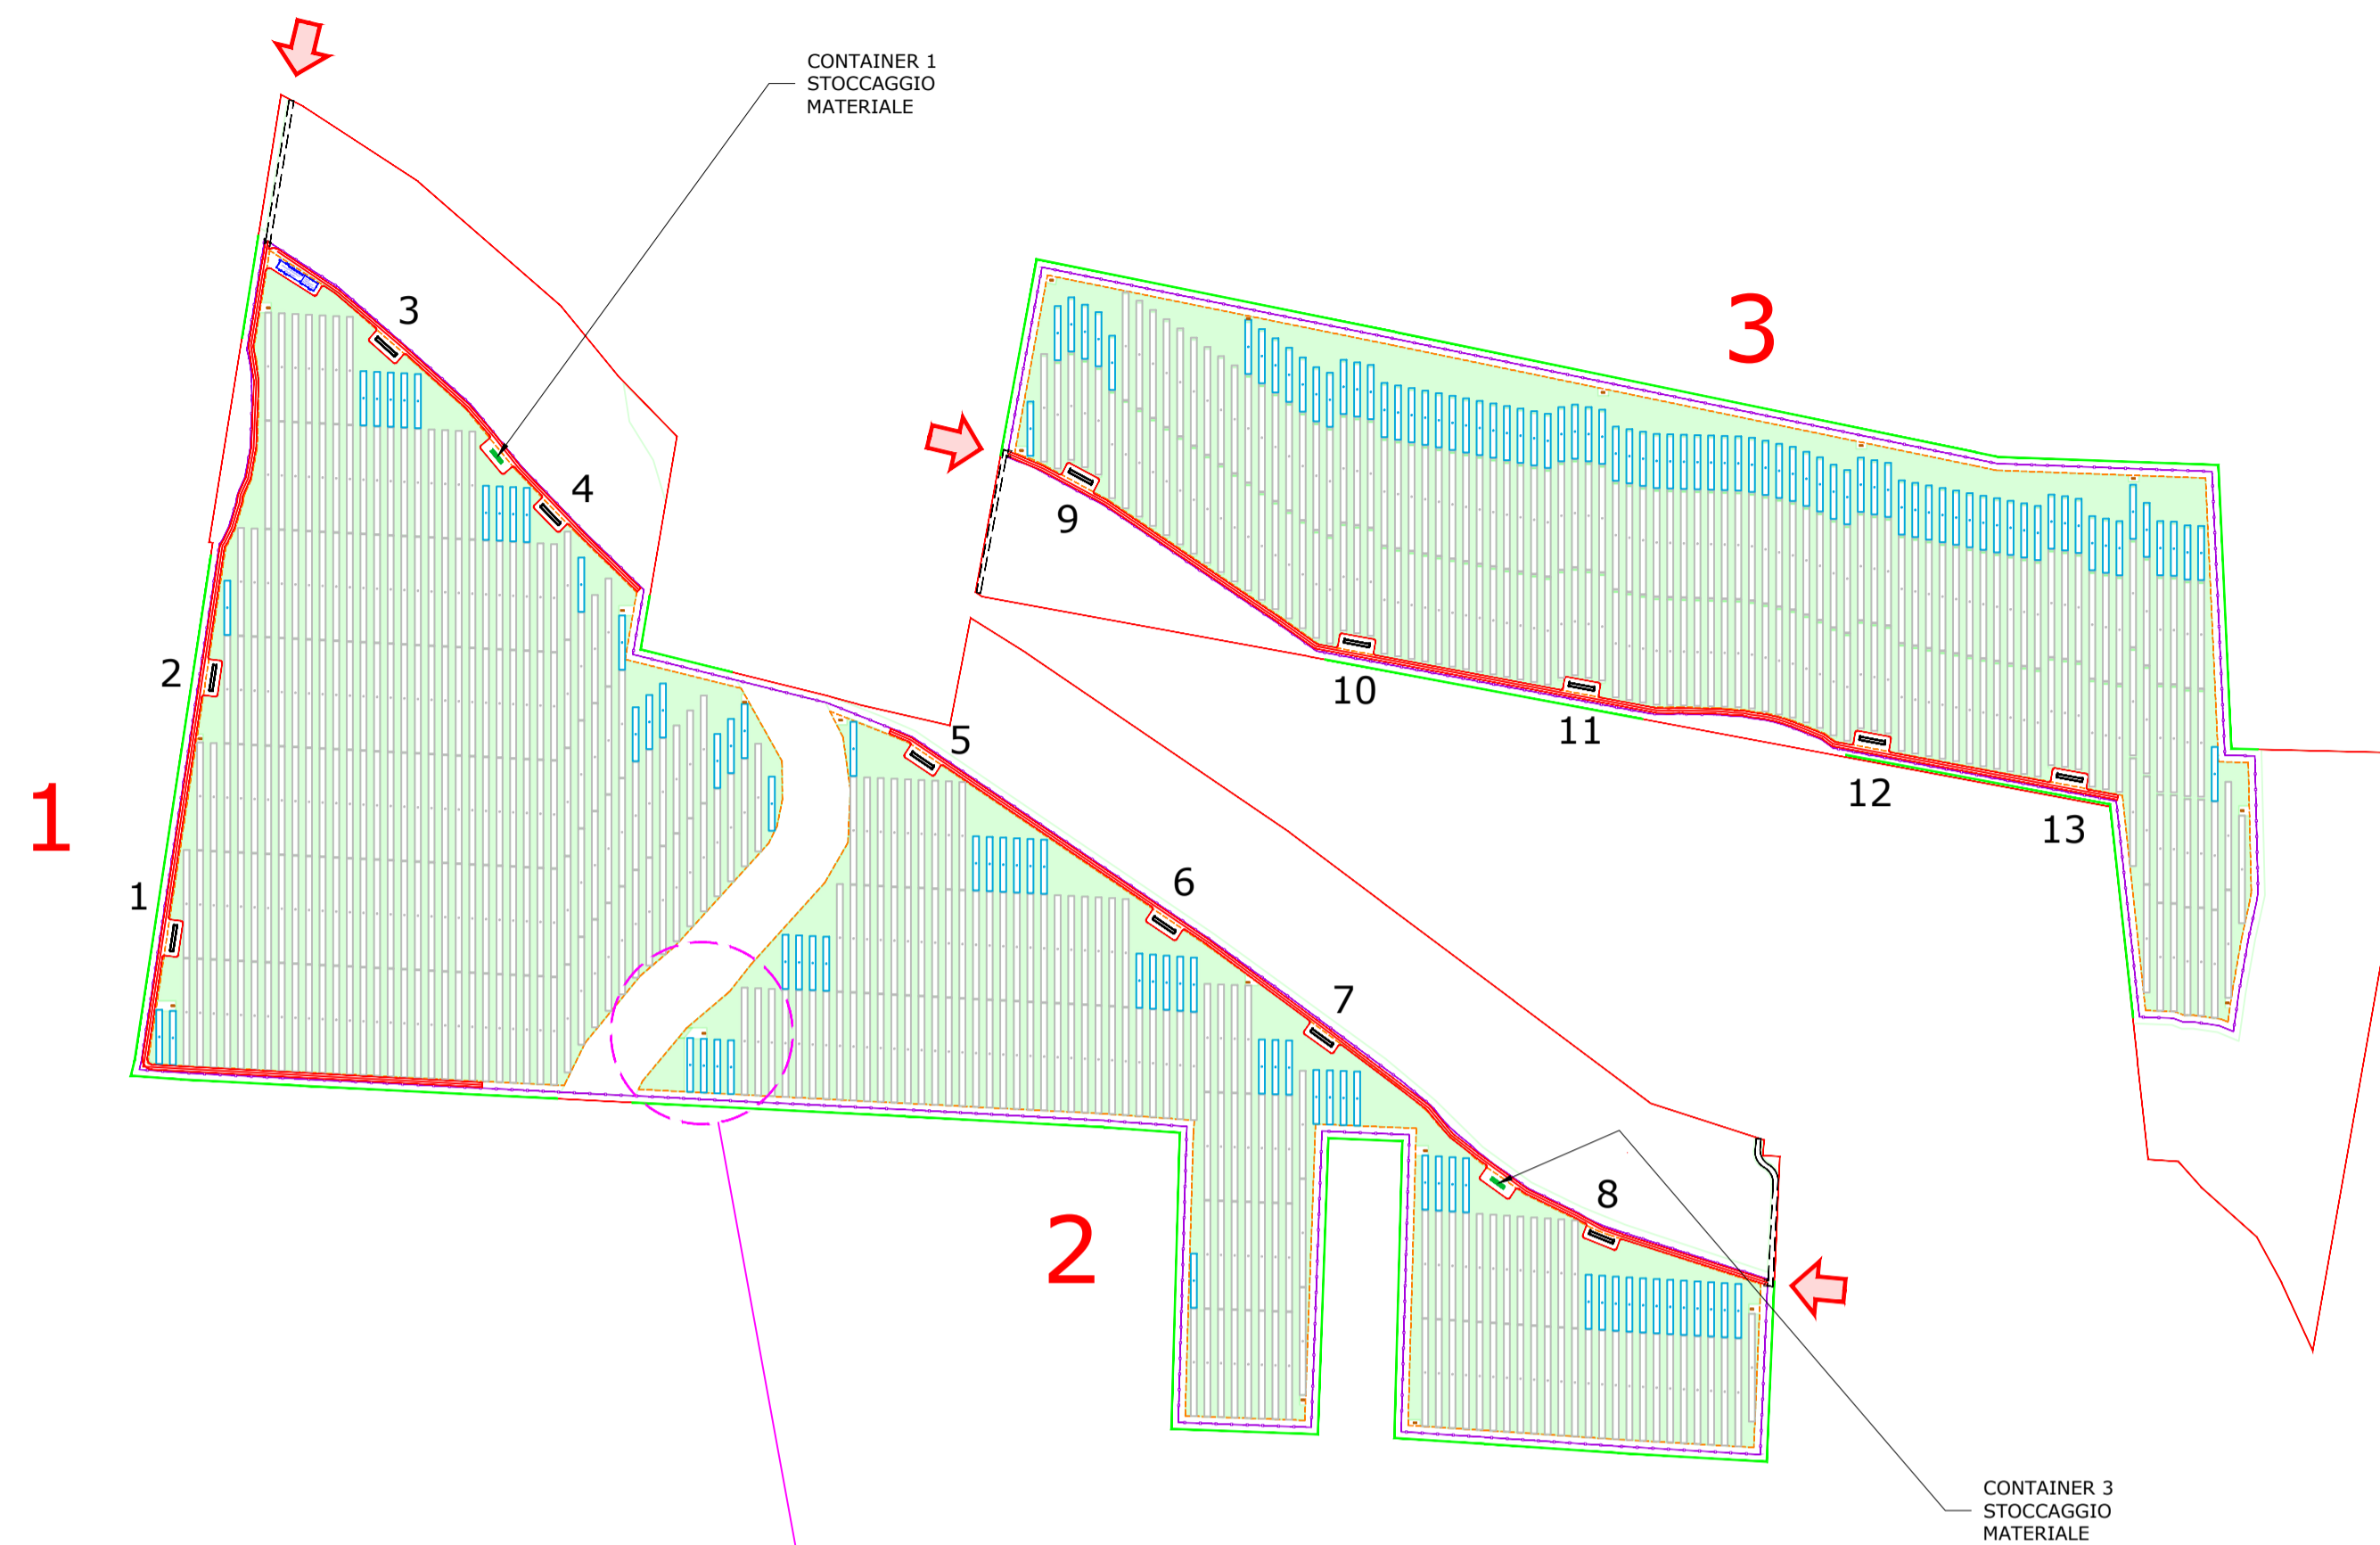 CONTAINER 1
STOCCAGGIO
MATERIALE
3
3
4
9
2
10
11
5
12
1
13
6
1
7
8
2
CONTAINER 3
STOCCAGGIO
MATERIALE